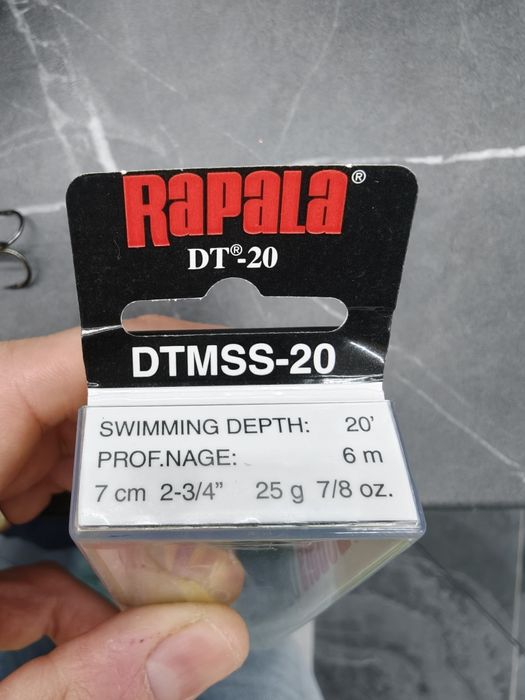 RAPALA®
DT®-20
DTMSS-20
SWIMMING DEPTH: 20'
PROF.NAGE: 6 m
7 cm 2-3/4" 25 g 7/8 oz.